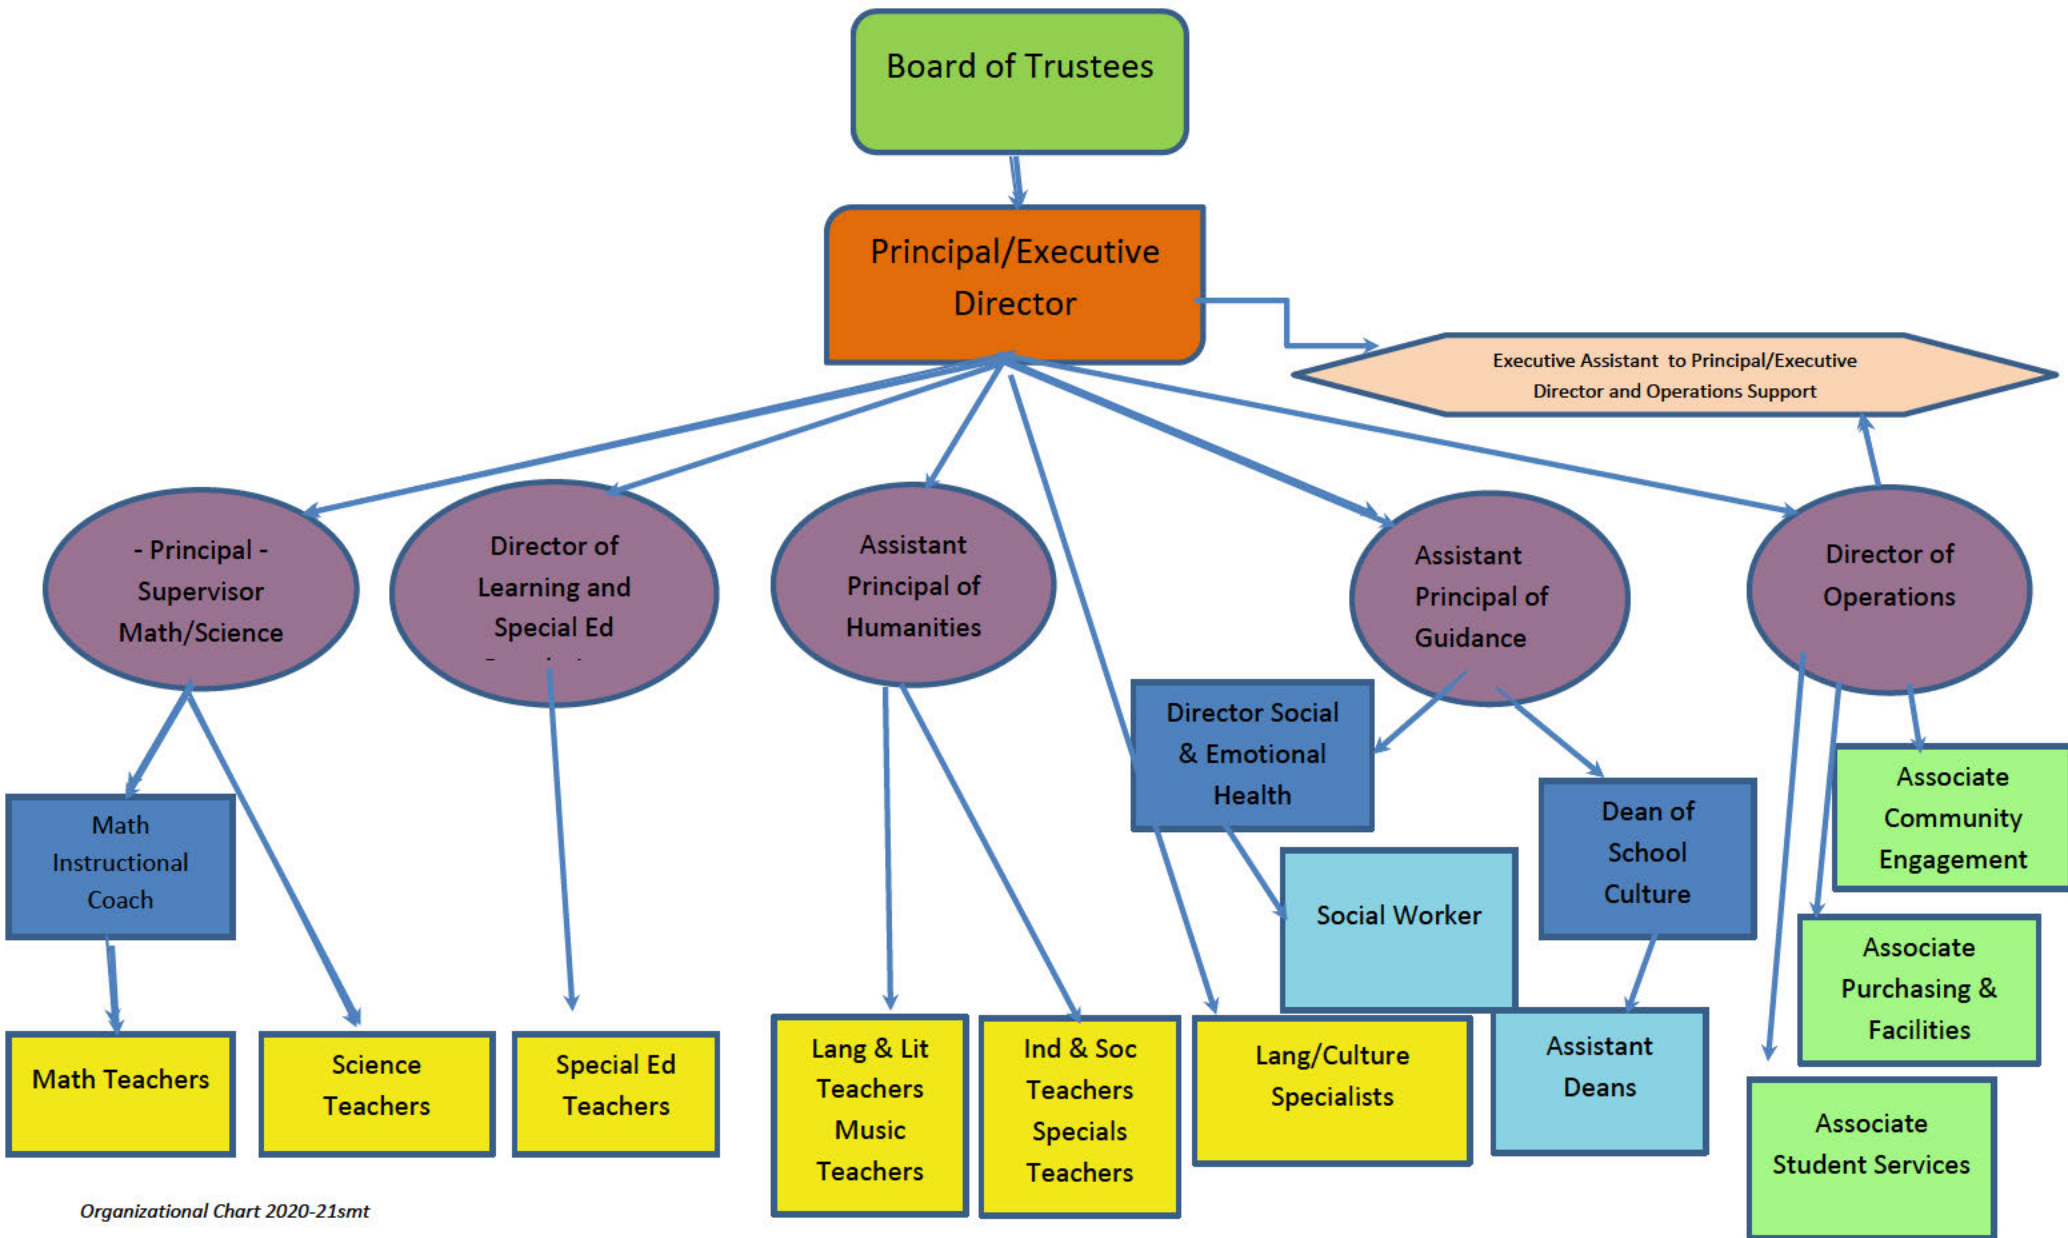 Board of Trustees
Principal/Executive
Director
Executive Assistant to Principal/Executive
Director and Operations Support
- Principal -
Supervisor
Math/Science
Director of
Learning and
Special Ed
Assistant
Principal of
Humanities
Assistant
Principal of
Guidance
Director of
Operations
Director Social
& Emotional
Health
Math
Instructional
Coach
Social Worker
Dean of
School
Culture
Associate
Community
Engagement
Associate
Purchasing &
Facilities
Math Teachers
Science
Teachers
Special Ed
Teachers
Lang & Lit
Teachers
Music
Teachers
Ind & Soc
Teachers
Specials
Teachers
Lang/Culture
Specialists
Assistant
Deans
Associate
Student Services
Organizational Chart 2020-21smt